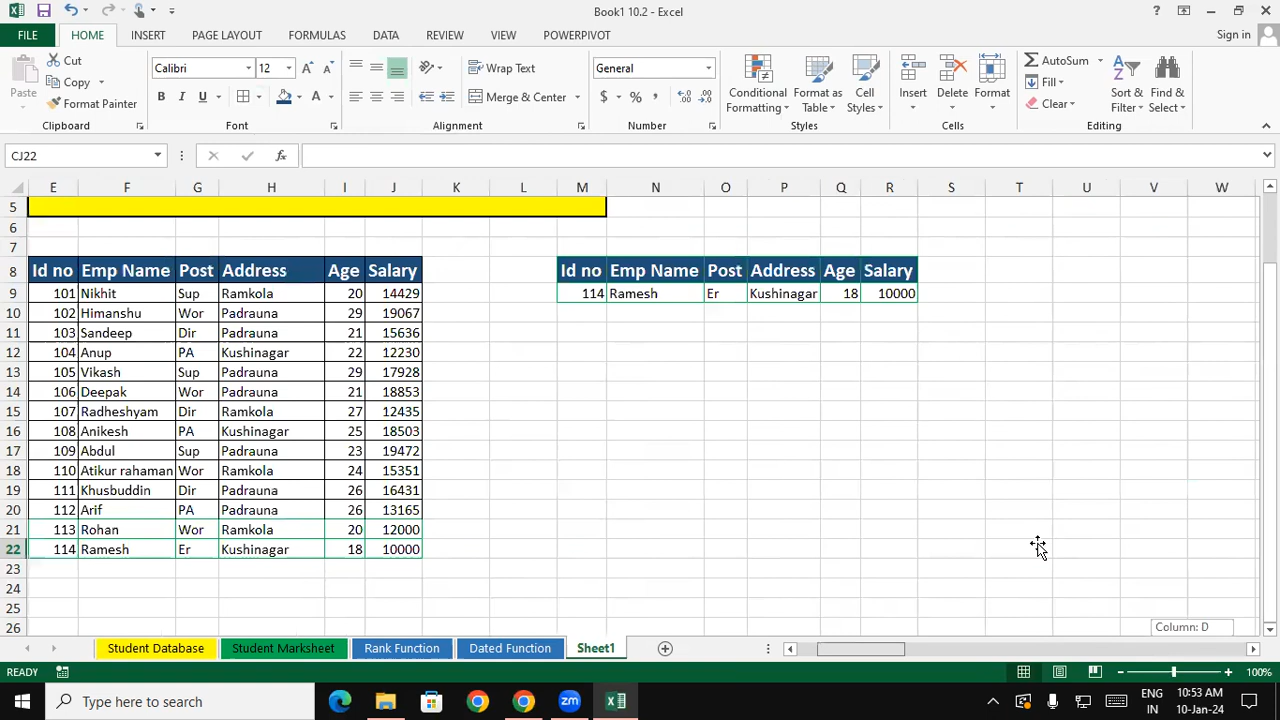 Book1 10.2 - Excel
FILE HOME INSERT PAGE LAYOUT FORMULAS DATA REVIEW VIEW POWERPIVOT Sign in
Paste Cut Copy Format Painter Clipboard
Calibri 12 B I U A A A Font
Wrap Text Merge & Center Alignment
General $ % , Number
Conditional Formatting Format as Table Cell Styles Styles
Insert Delete Format Cells
AutoSum Fill Clear Sort & Filter Find & Select Editing
CJ22 fx
E F G H I J K L M N O P Q R S T U V W
5
6
7
8 Id no Emp Name Post Address Age Salary Id no Emp Name Post Address Age Salary
9 101 Nikhit Sup Ramkola 20 14429 114 Ramesh Er Kushinagar 18 10000
10 102 Himanshu Wor Padrauna 29 19067
11 103 Sandeep Dir Padrauna 21 15636
12 104 Anup PA Kushinagar 22 12230
13 105 Vikash Sup Padrauna 29 17928
14 106 Deepak Wor Padrauna 21 18853
15 107 Radheshyam Dir Ramkola 27 12435
16 108 Anikesh PA Kushinagar 25 18503
17 109 Abdul Sup Padrauna 23 19472
18 110 Atikur rahaman Wor Ramkola 24 15351
19 111 Khusbuddin Dir Padrauna 26 16431
20 112 Arif PA Padrauna 26 13165
21 113 Rohan Wor Ramkola 20 12000
22 114 Ramesh Er Kushinagar 18 10000
23
24
25
26 Column: D
Student Database Student Marksheet Rank Function Dated Function Sheet1
READY 100%
Type here to search ENG IN 10:53 AM 10-Jan-24